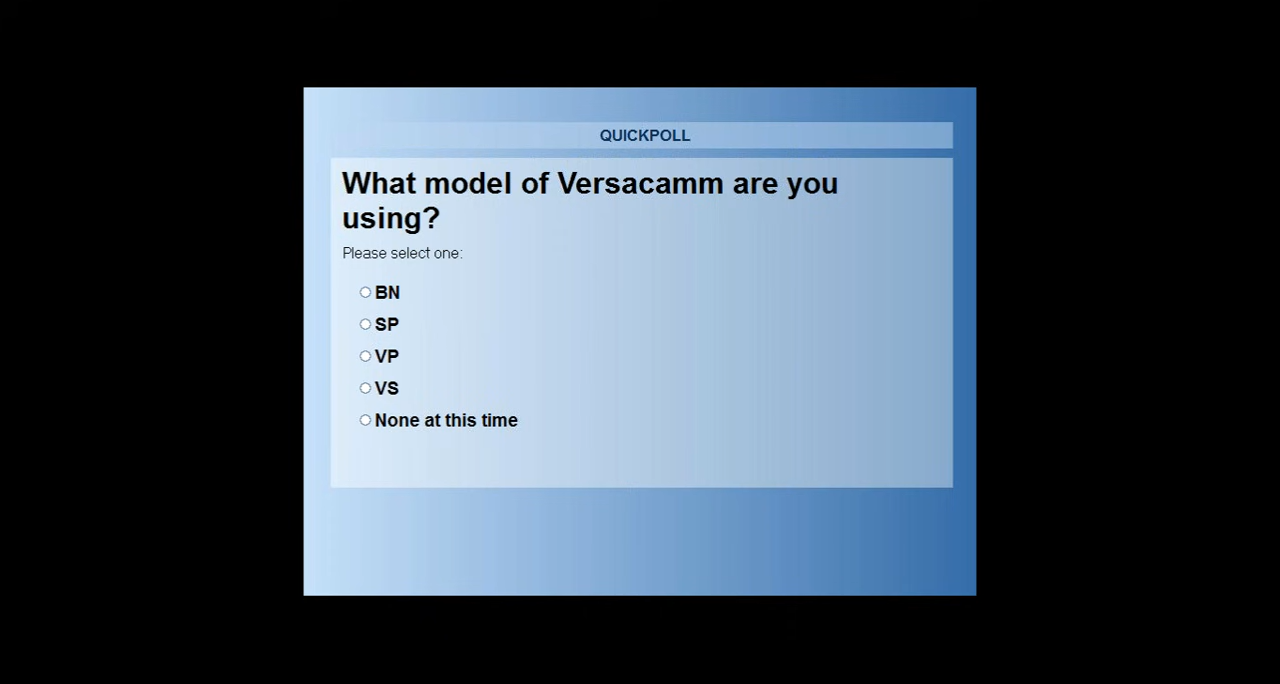 QUICKPOLL
What model of Versacamm are you
using?
Please select one:
BN
SP
VP
VS
None at this time